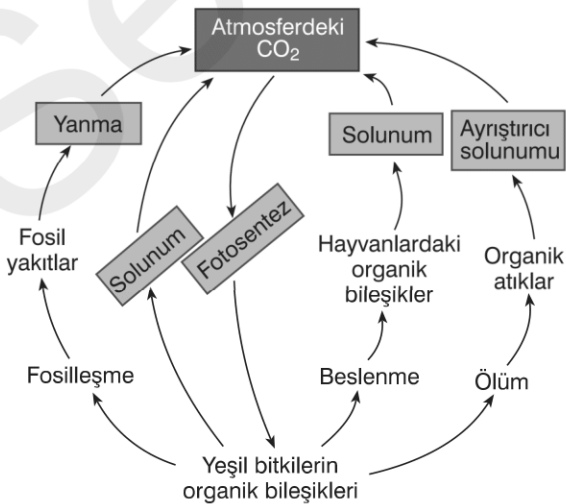 Atmosferdeki
CO₂
Yanma
Solunum
Ayrıştırıcı
solunumu
Fosil
yakıtlar
Solunum
Fotosentez
Hayvanlardaki
organik
bileşikler
Organik
atıklar
Fosilleşme
Beslenme
Ölüm
Yeşil bitkilerin
organik bileşikleri